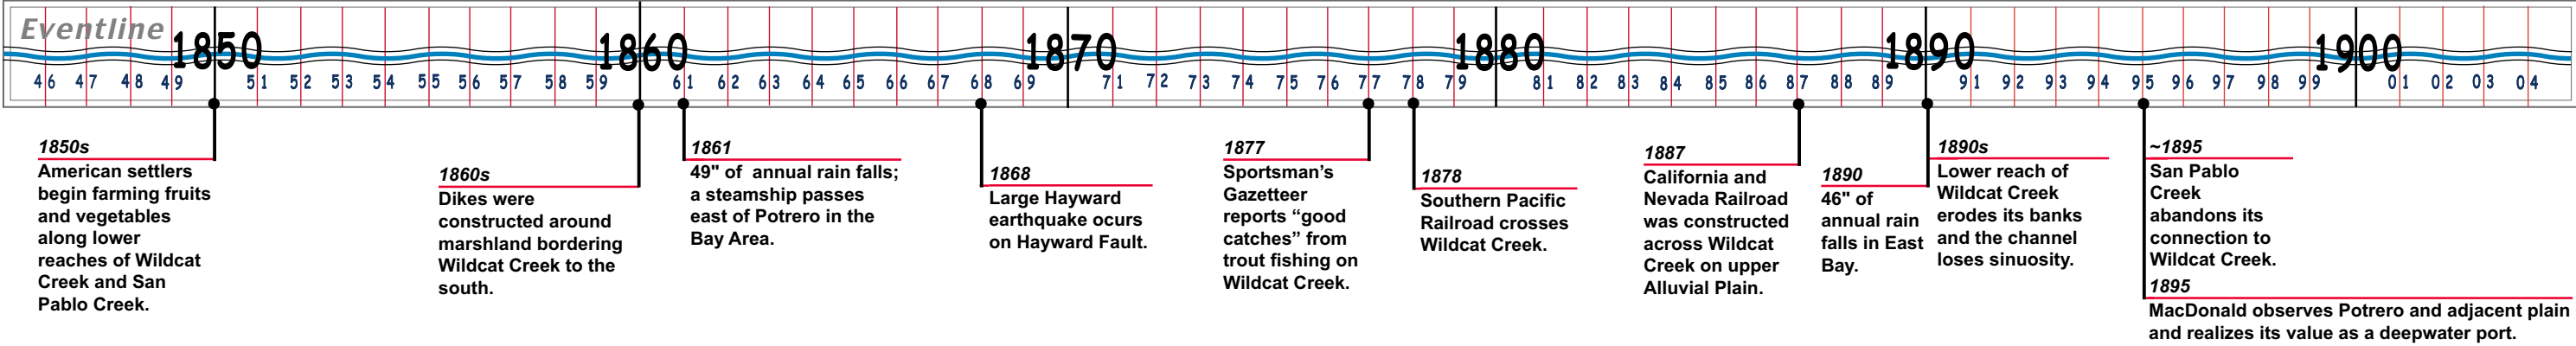 Eventline
1850 1860 1870 1880 1890 1900
46 47 48 49 51 52 53 54 55 56 57 58 59 61 62 63 64 65 66 67 68 69 71 72 73 74 75 76 77 78 79 81 82 83 84 85 86 87 88 89 91 92 93 94 95 96 97 98 99 01 02 03 04
1850s
American settlers
begin farming fruits
and vegetables
along lower
reaches of Wildcat
Creek and San
Pablo Creek.
1860s
Dikes were
constructed around
marshland bordering
Wildcat Creek to the
south.
1861
49" of annual rain falls;
a steamship passes
east of Potrero in the
Bay Area.
1868
Large Hayward
earthquake ocurs
on Hayward Fault.
1877
Sportsman’s
Gazetteer
reports “good
catches” from
trout fishing on
Wildcat Creek.
1878
Southern Pacific
Railroad crosses
Wildcat Creek.
1887
California and
Nevada Railroad
was constructed
across Wildcat
Creek on upper
Alluvial Plain.
1890
46" of
annual rain
falls in East
Bay.
1890s
Lower reach of
Wildcat Creek
erodes its banks
and the channel
loses sinuosity.
~1895
San Pablo
Creek
abandons its
connection to
Wildcat Creek.
1895
MacDonald observes Potrero and adjacent plain
and realizes its value as a deepwater port.